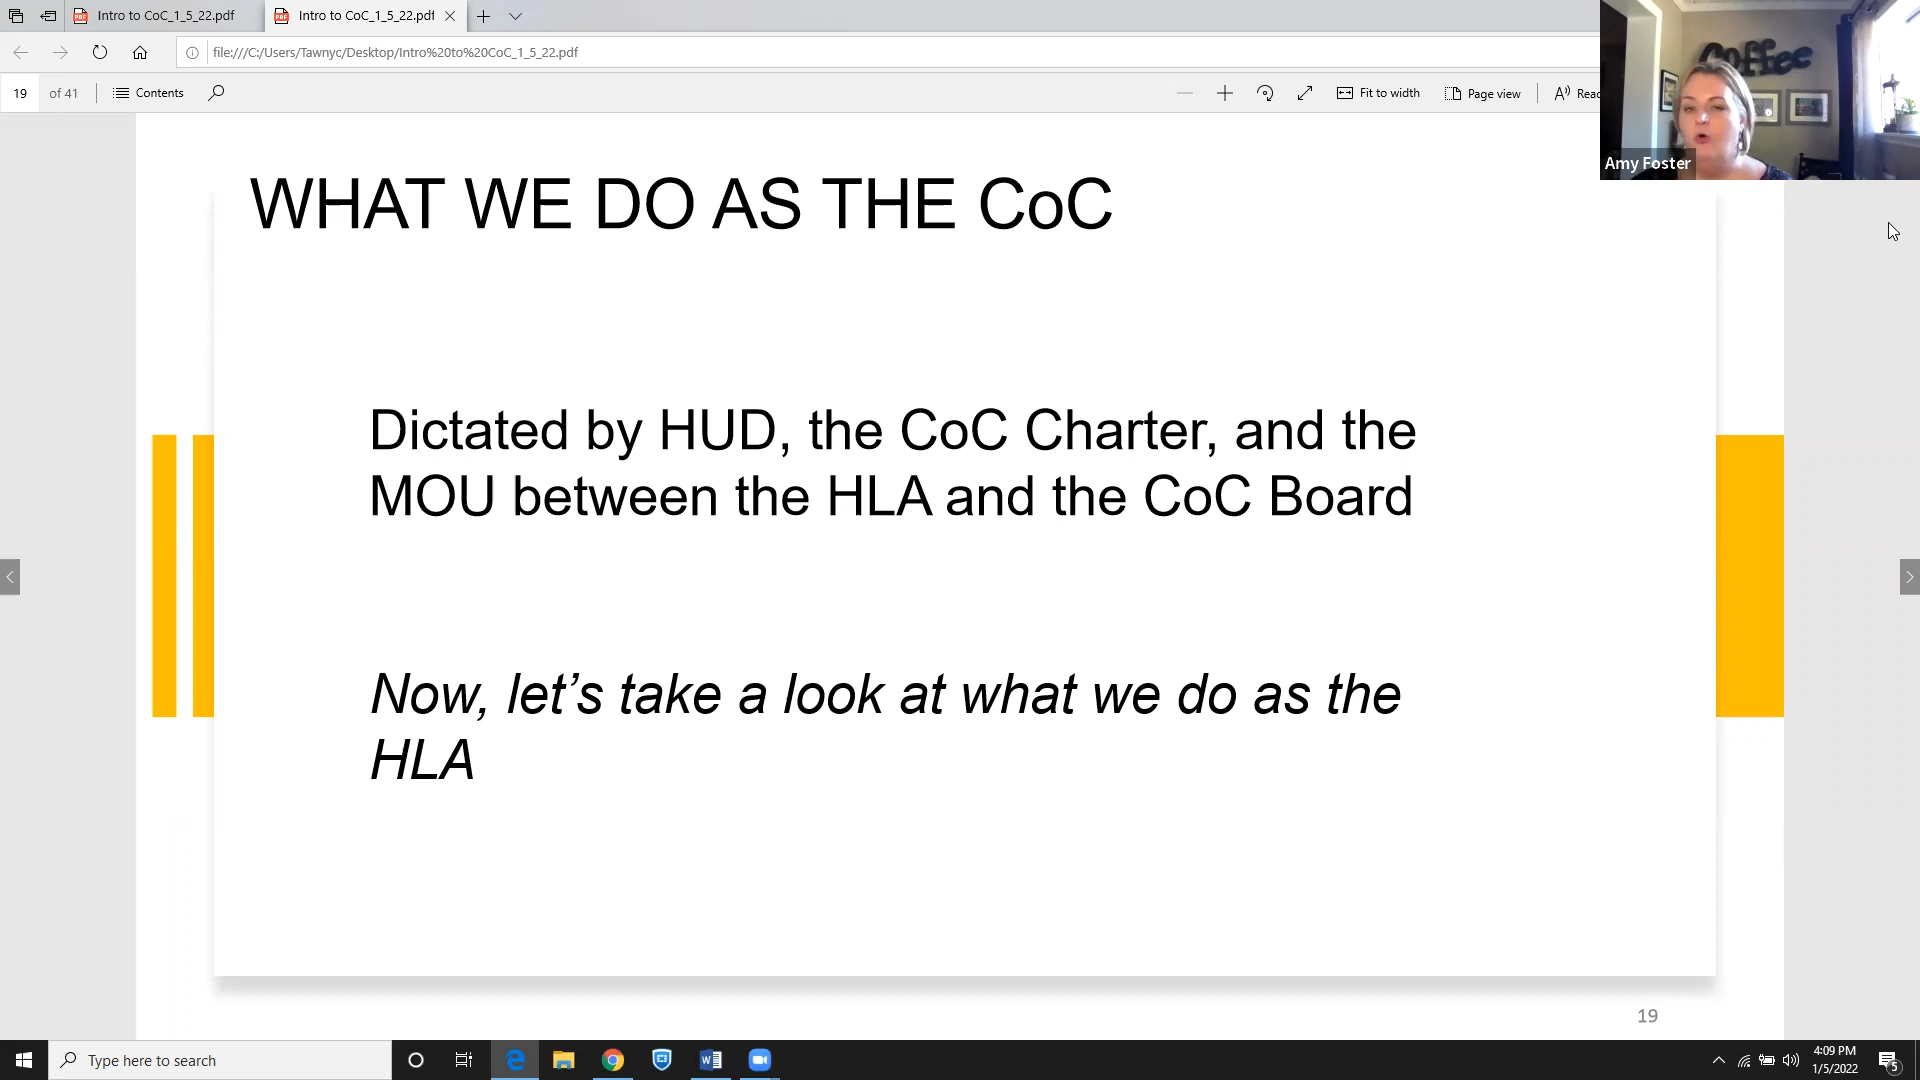 Intro to CoC_1_5_22.pdf
Intro to CoC_1_5_22.pdf
file:///C:/Users/Tawnyc/Desktop/Intro%20to%20CoC_1_5_22.pdf
19 of 41 Contents
Fit to width
Page view
Coffee
Amy Foster
WHAT WE DO AS THE CoC
Dictated by HUD, the CoC Charter, and the
MOU between the HLA and the CoC Board
Now, let’s take a look at what we do as the
HLA
19
Type here to search
4:09 PM
1/5/2022
5